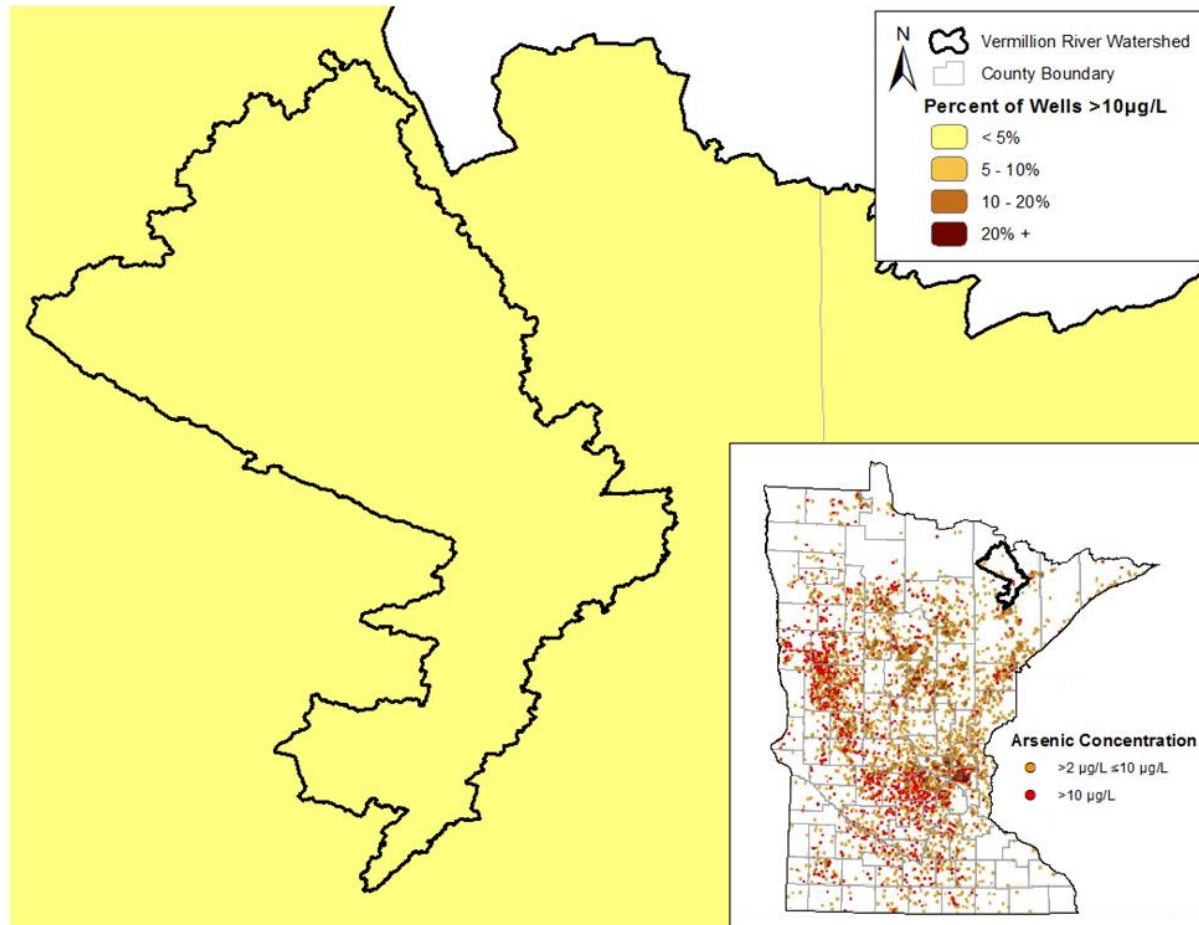 N
Vermillion River Watershed
County Boundary
Percent of Wells >10µg/L
< 5%
5 - 10%
10 - 20%
20% +
Arsenic Concentration
>2 µg/L ≤10 µg/L
>10 µg/L